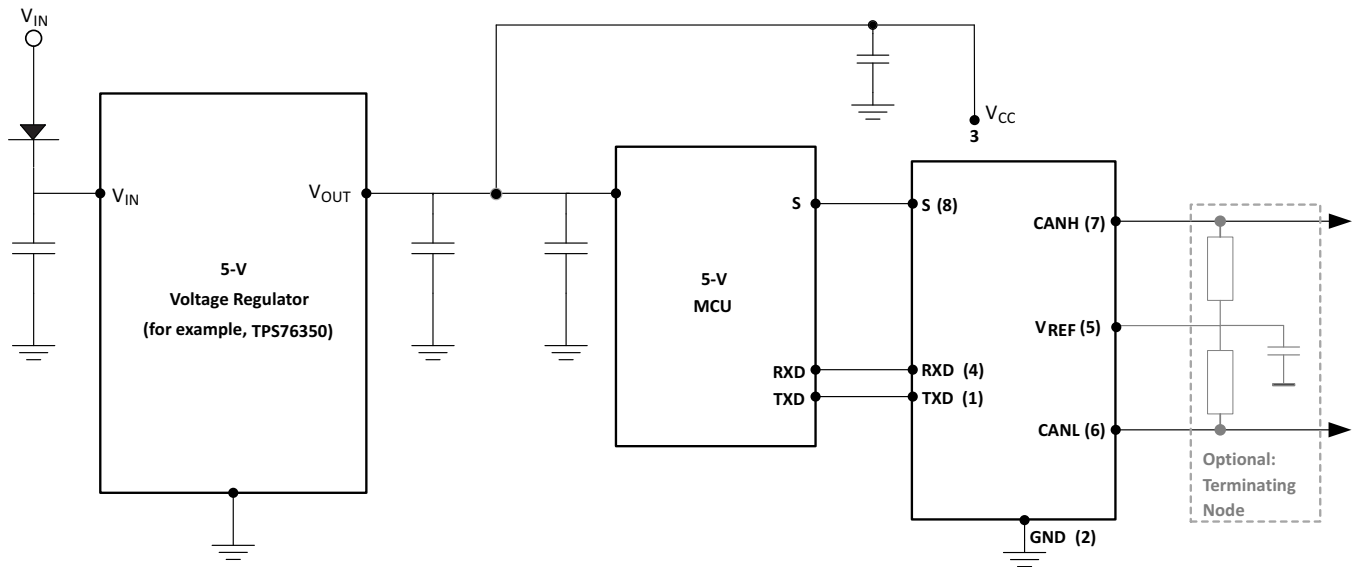 VIN
VCC
3
VIN
VOUT
5-V
Voltage Regulator
(for example, TPS76350)
S
5-V
MCU
RXD
TXD
S (8)
RXD (4)
TXD (1)
CANH (7)
VREF (5)
CANL (6)
GND (2)
Optional:
Terminating
Node